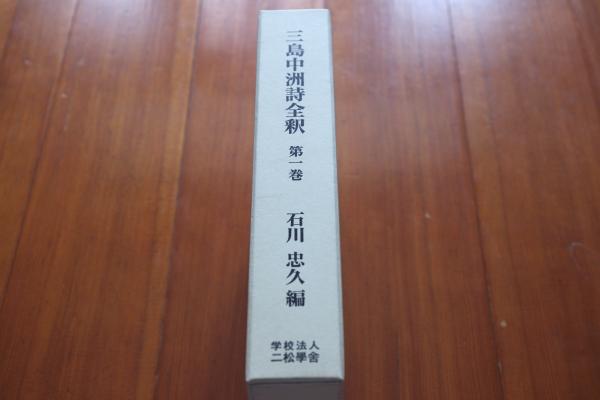 三島中洲詩全釈 第一巻 石川 忠久 編
学校法人
二松學舎